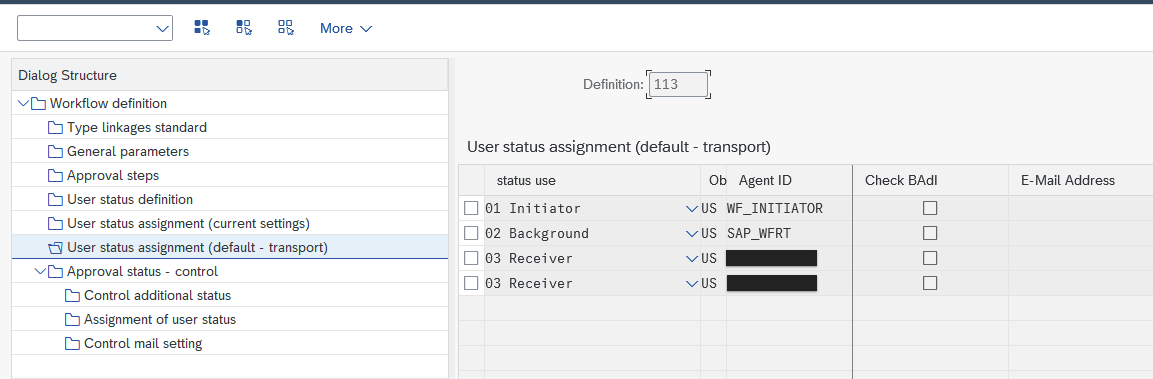 More
Dialog Structure
Definition: 113
Workflow definition
Type linkages standard
General parameters
Approval steps
User status definition
User status assignment (current settings)
User status assignment (default - transport)
Approval status - control
Control additional status
Assignment of user status
Control mail setting
User status assignment (default - transport)
status use Ob Agent ID Check BAdI E-Mail Address
01 Initiator US WF_INITIATOR
02 Background US SAP_WFRT
03 Receiver US
03 Receiver US